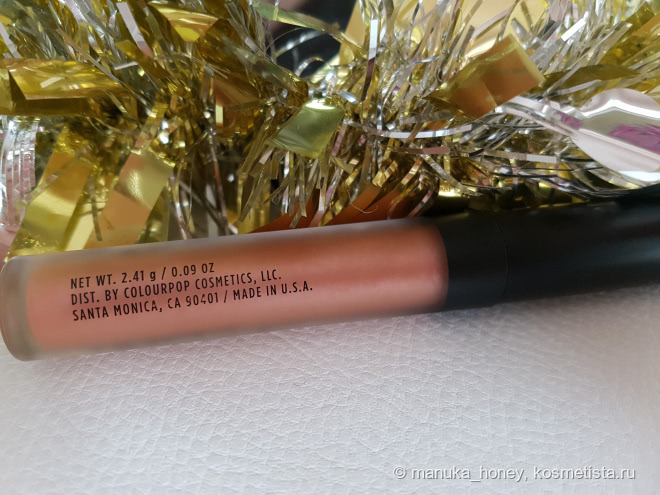 NET WT. 2.41 g / 0.09 OZ
DIST. BY COLOURPOP COSMETICS, LLC.
SANTA MONICA, CA 90401 / MADE IN U.S.A.
© manuka_honey, kosmetista.ru